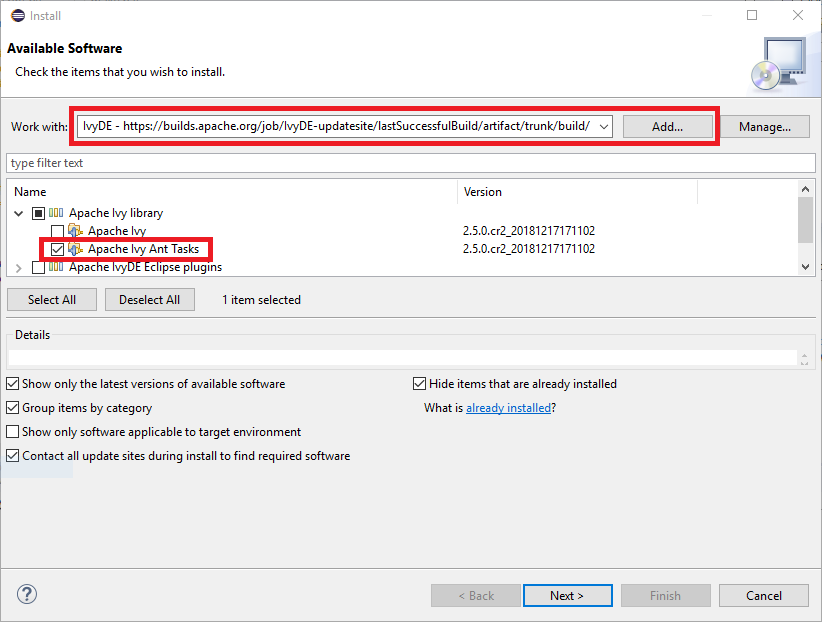 Install
Available Software
Check the items that you wish to install.
Work with: IvyDE - https://builds.apache.org/job/IvyDE-updatesite/lastSuccessfulBuild/artifact/trunk/build/ Add... Manage...
type filter text
Name Version
Apache Ivy library
Apache Ivy 2.5.0.cr2_20181217171102
Apache Ivy Ant Tasks 2.5.0.cr2_20181217171102
Apache IvyDE Eclipse plugins
Select All Deselect All 1 item selected
Details
Show only the latest versions of available software Hide items that are already installed
Group items by category What is already installed?
Show only software applicable to target environment
Contact all update sites during install to find required software
? < Back Next > Finish Cancel